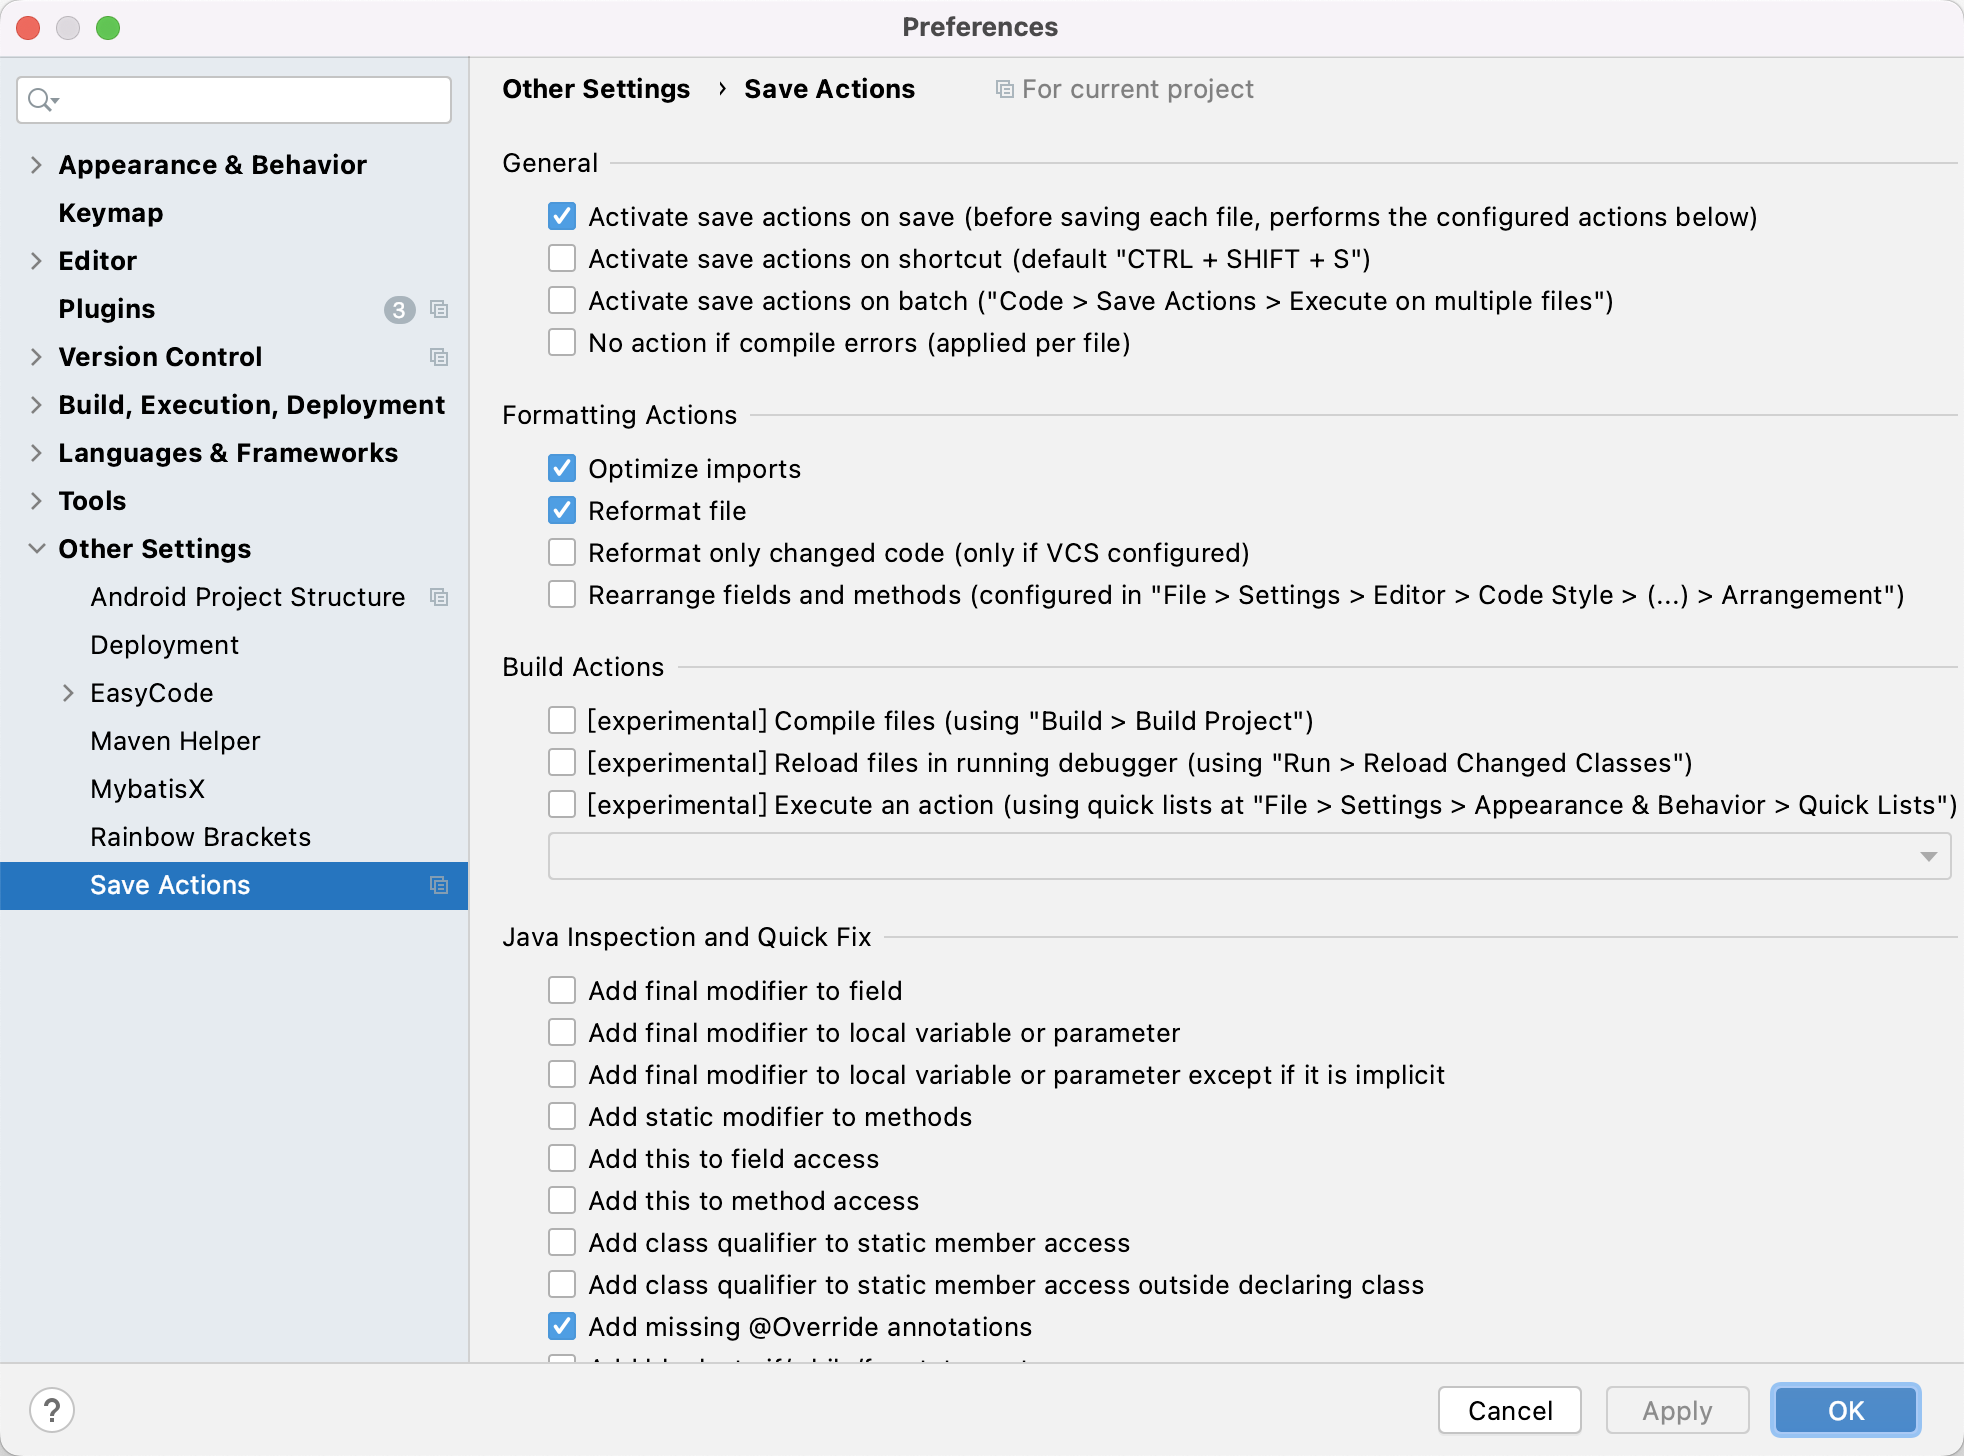 Preferences
Other Settings › Save Actions For current project
Appearance & Behavior
Keymap
Editor
Plugins 3
Version Control
Build, Execution, Deployment
Languages & Frameworks
Tools
Other Settings
Android Project Structure
Deployment
EasyCode
Maven Helper
MybatisX
Rainbow Brackets
Save Actions
General
Activate save actions on save (before saving each file, performs the configured actions below)
Activate save actions on shortcut (default "CTRL + SHIFT + S")
Activate save actions on batch ("Code > Save Actions > Execute on multiple files")
No action if compile errors (applied per file)
Formatting Actions
Optimize imports
Reformat file
Reformat only changed code (only if VCS configured)
Rearrange fields and methods (configured in "File > Settings > Editor > Code Style > (...) > Arrangement")
Build Actions
[experimental] Compile files (using "Build > Build Project")
[experimental] Reload files in running debugger (using "Run > Reload Changed Classes")
[experimental] Execute an action (using quick lists at "File > Settings > Appearance & Behavior > Quick Lists")
Java Inspection and Quick Fix
Add final modifier to field
Add final modifier to local variable or parameter
Add final modifier to local variable or parameter except if it is implicit
Add static modifier to methods
Add this to field access
Add this to method access
Add class qualifier to static member access
Add class qualifier to static member access outside declaring class
Add missing @Override annotations
?
Cancel
Apply
OK